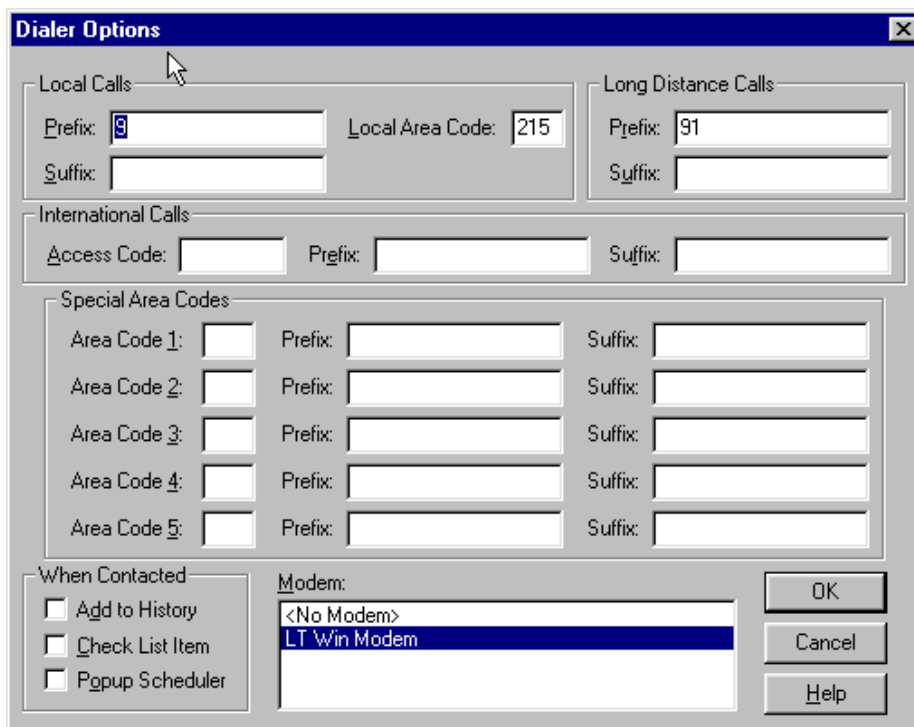 Dialer Options
Local Calls
Prefix: 9 Local Area Code: 215
Suffix:
Long Distance Calls
Prefix: 91
Suffix:
International Calls
Access Code: Prefix: Suffix:
Special Area Codes
Area Code 1: Prefix: Suffix:
Area Code 2: Prefix: Suffix:
Area Code 3: Prefix: Suffix:
Area Code 4: Prefix: Suffix:
Area Code 5: Prefix: Suffix:
When Contacted
Add to History
Check List Item
Popup Scheduler
Modem:
<No Modem>
LT Win Modem
OK
Cancel
Help